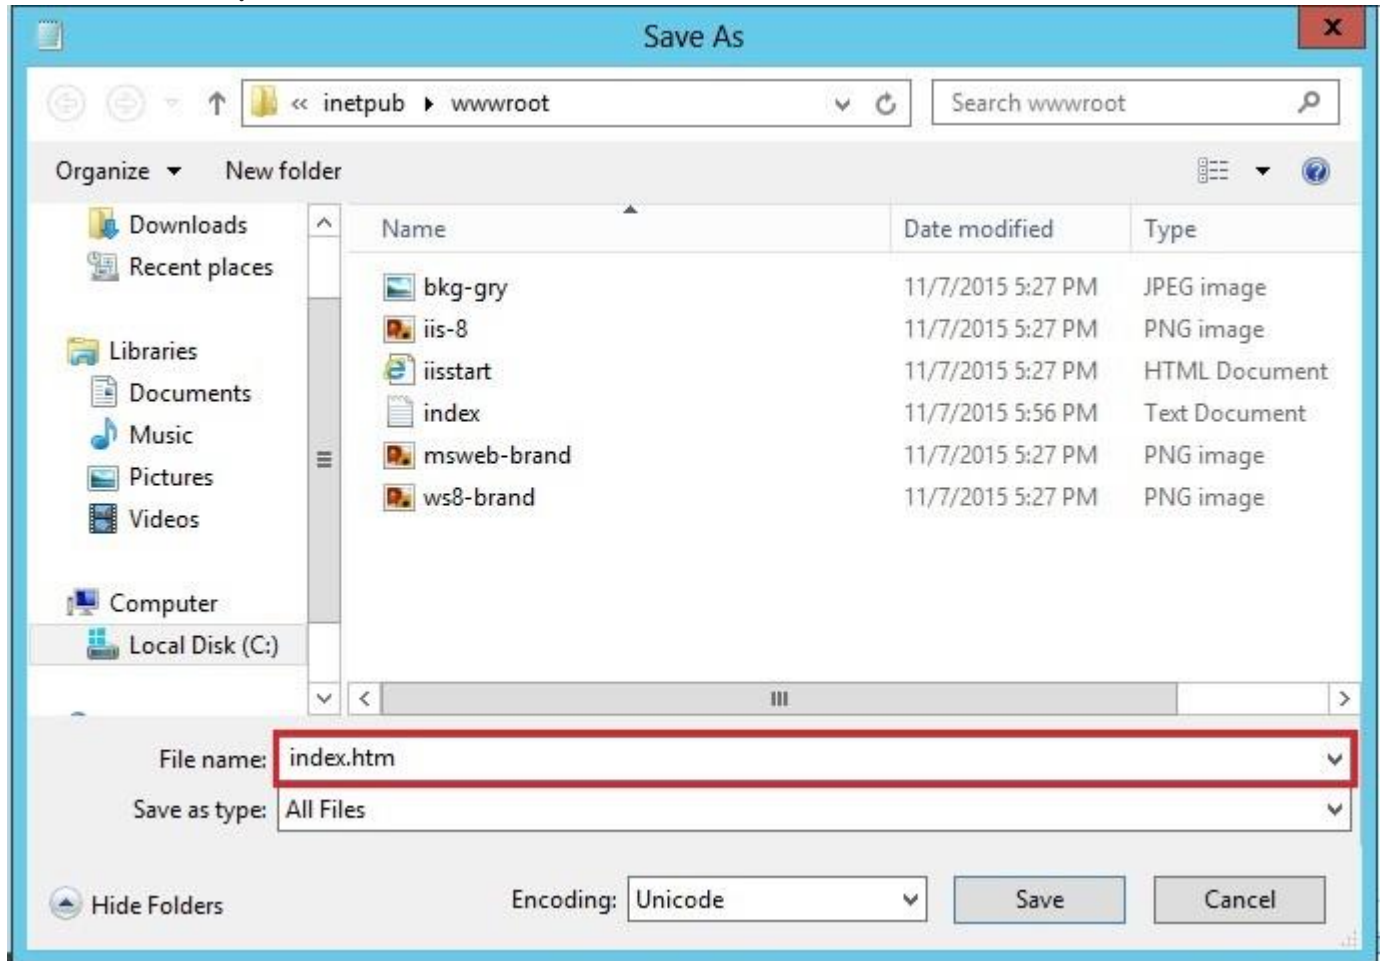 Save As
X
« inetpub ▸ wwwroot
Search wwwroot
Organize ▾ New folder
Downloads
Recent places
Libraries
Documents
Music
Pictures
Videos
Computer
Local Disk (C:)
Name Date modified Type
bkg-gry 11/7/2015 5:27 PM JPEG image
iis-8 11/7/2015 5:27 PM PNG image
iisstart 11/7/2015 5:27 PM HTML Document
index 11/7/2015 5:56 PM Text Document
msweb-brand 11/7/2015 5:27 PM PNG image
ws8-brand 11/7/2015 5:27 PM PNG image
File name: index.htm
Save as type: All Files
Hide Folders Encoding: Unicode Save Cancel